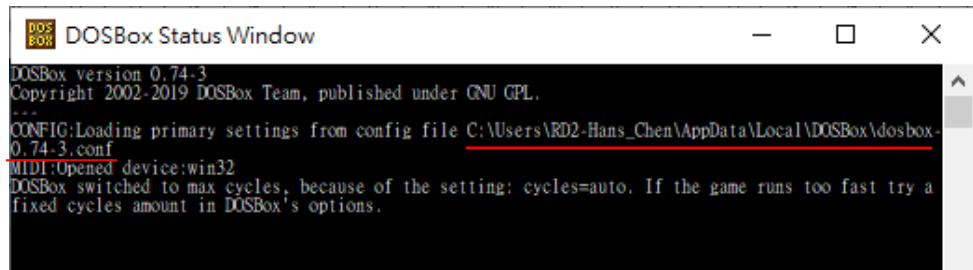 DOS BOX DOSBox Status Window
DOSBox version 0.74-3
Copyright 2002-2019 DOSBox Team, published under GNU GPL.
---
CONFIG:Loading primary settings from config file C:\Users\RD2-Hans_Chen\AppData\Local\DOSBox\dosbox-
0.74-3.conf
MIDI:Opened device:win32
DOSBox switched to max cycles, because of the setting: cycles=auto. If the game runs too fast try a
fixed cycles amount in DOSBox's options.